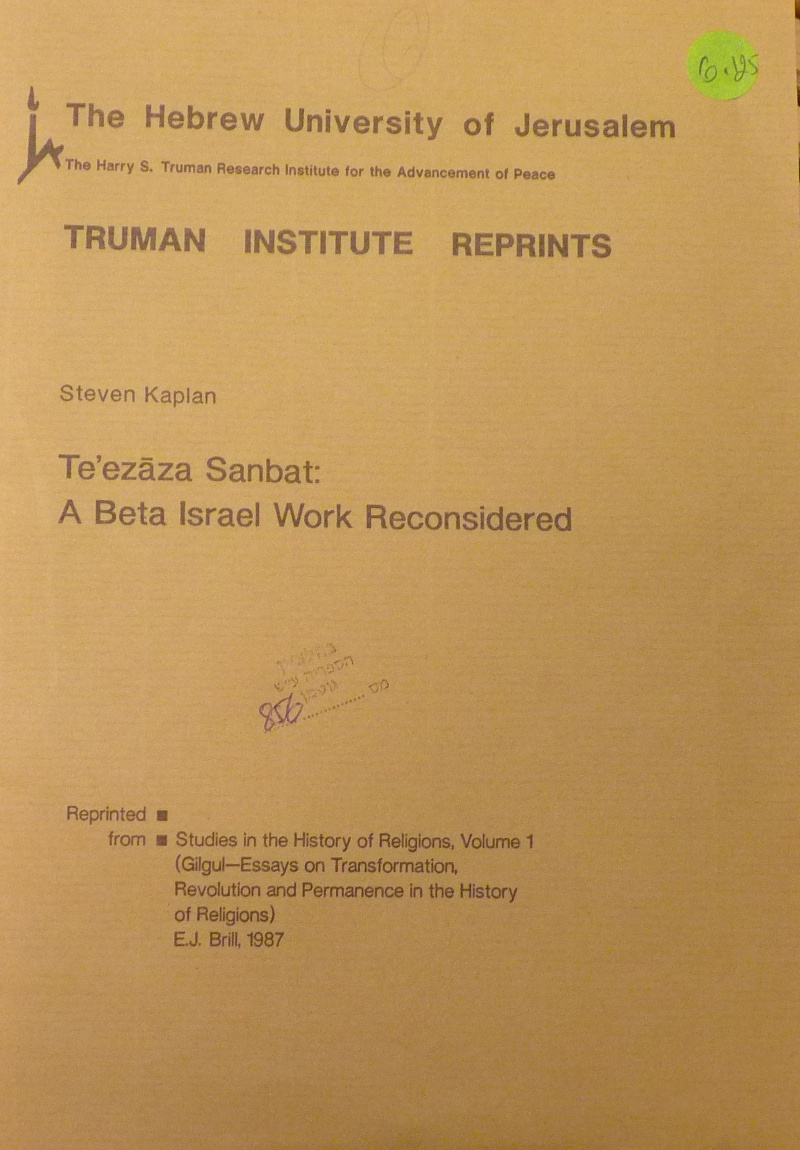 The Hebrew University of Jerusalem
The Harry S. Truman Research Institute for the Advancement of Peace
TRUMAN INSTITUTE REPRINTS
Steven Kaplan
Te'ezāza Sanbat:
A Beta Israel Work Reconsidered
הספריה
856 מס
Reprinted ■
from ■ Studies in the History of Religions, Volume 1
(Gilgul—Essays on Transformation,
Revolution and Permanence in the History
of Religions)
E.J. Brill, 1987